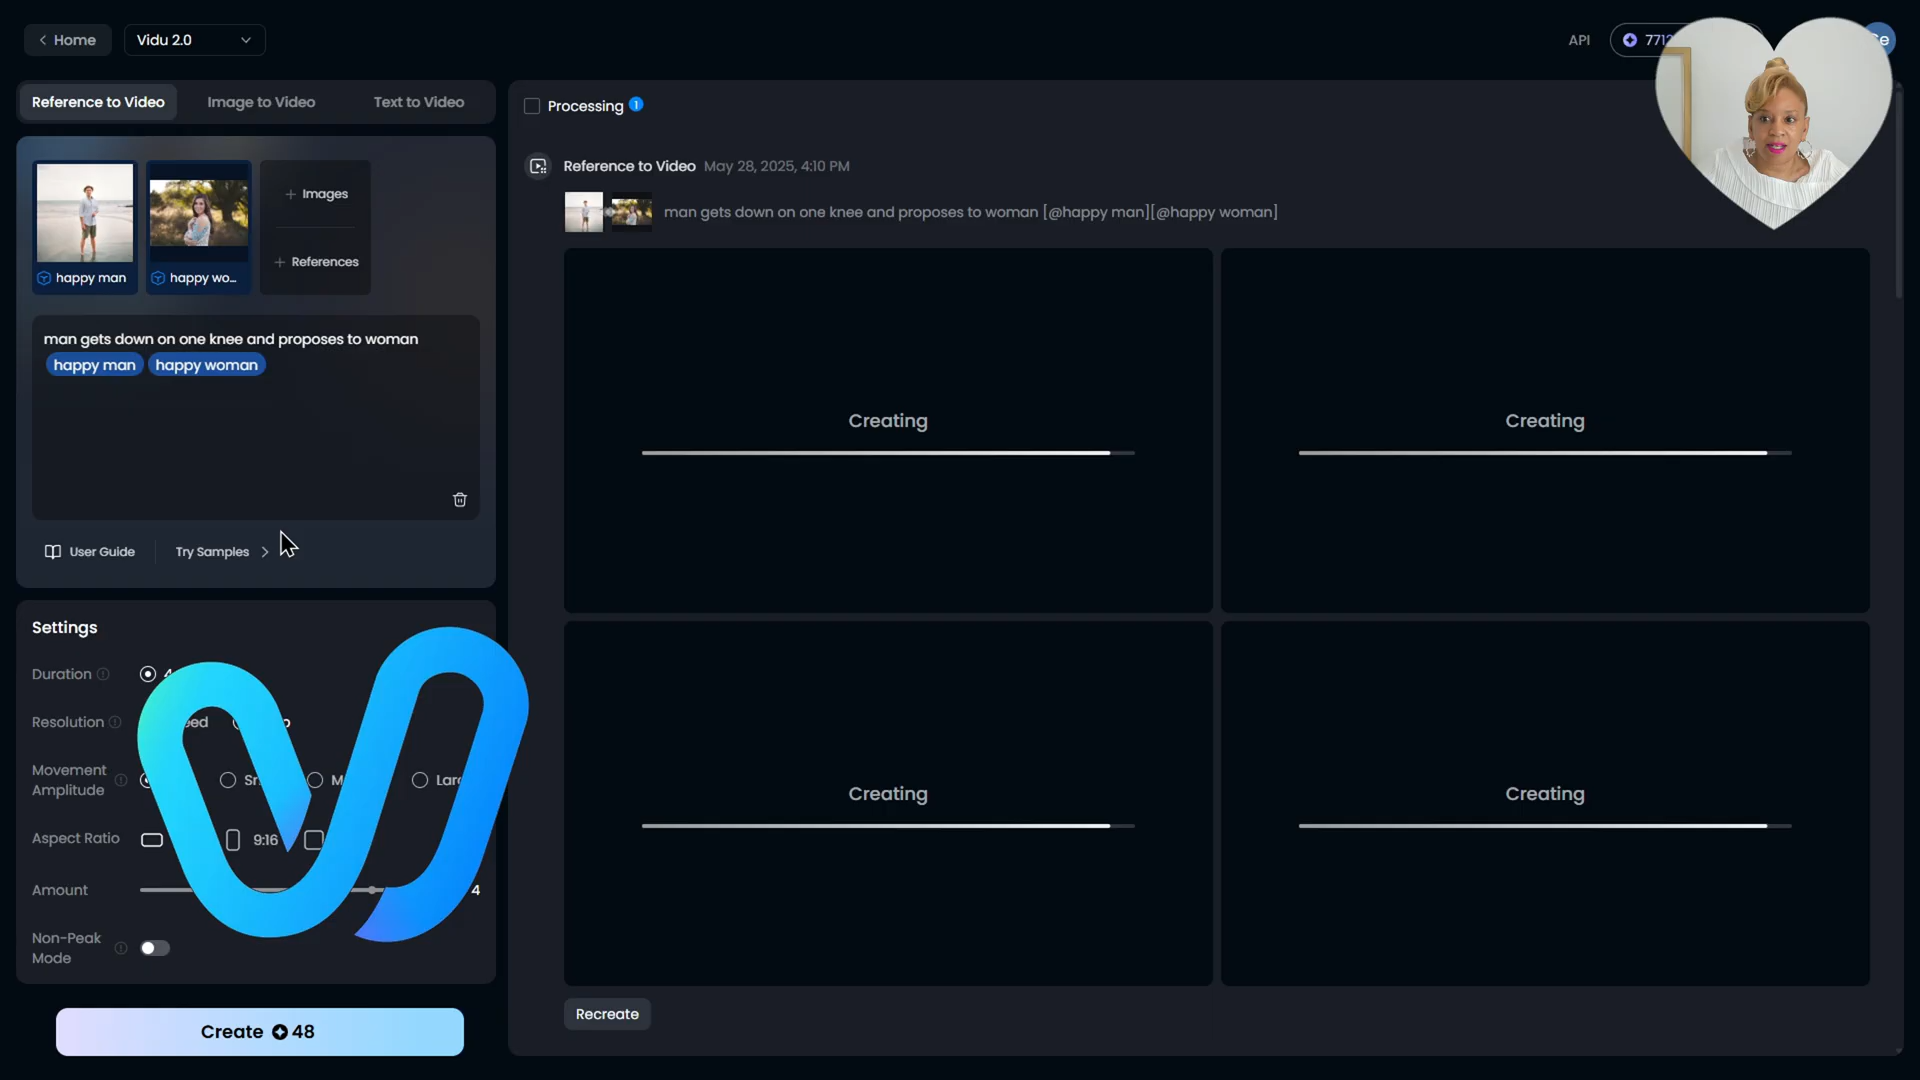 Home
Vidu 2.0
API
Reference to Video
Image to Video
Text to Video
happy man
happy wo...
+ Images
+ References
man gets down on one knee and proposes to woman
happy man happy woman
User Guide
Try Samples
Settings
Duration
Resolution
Movement
Amplitude
Aspect Ratio
9:16
Amount
4
Non-Peak
Mode
Create 48
Processing 1
Reference to Video May 28, 2025, 4:10 PM
man gets down on one knee and proposes to woman [@happy man][@happy woman]
Creating
Creating
Creating
Creating
Recreate